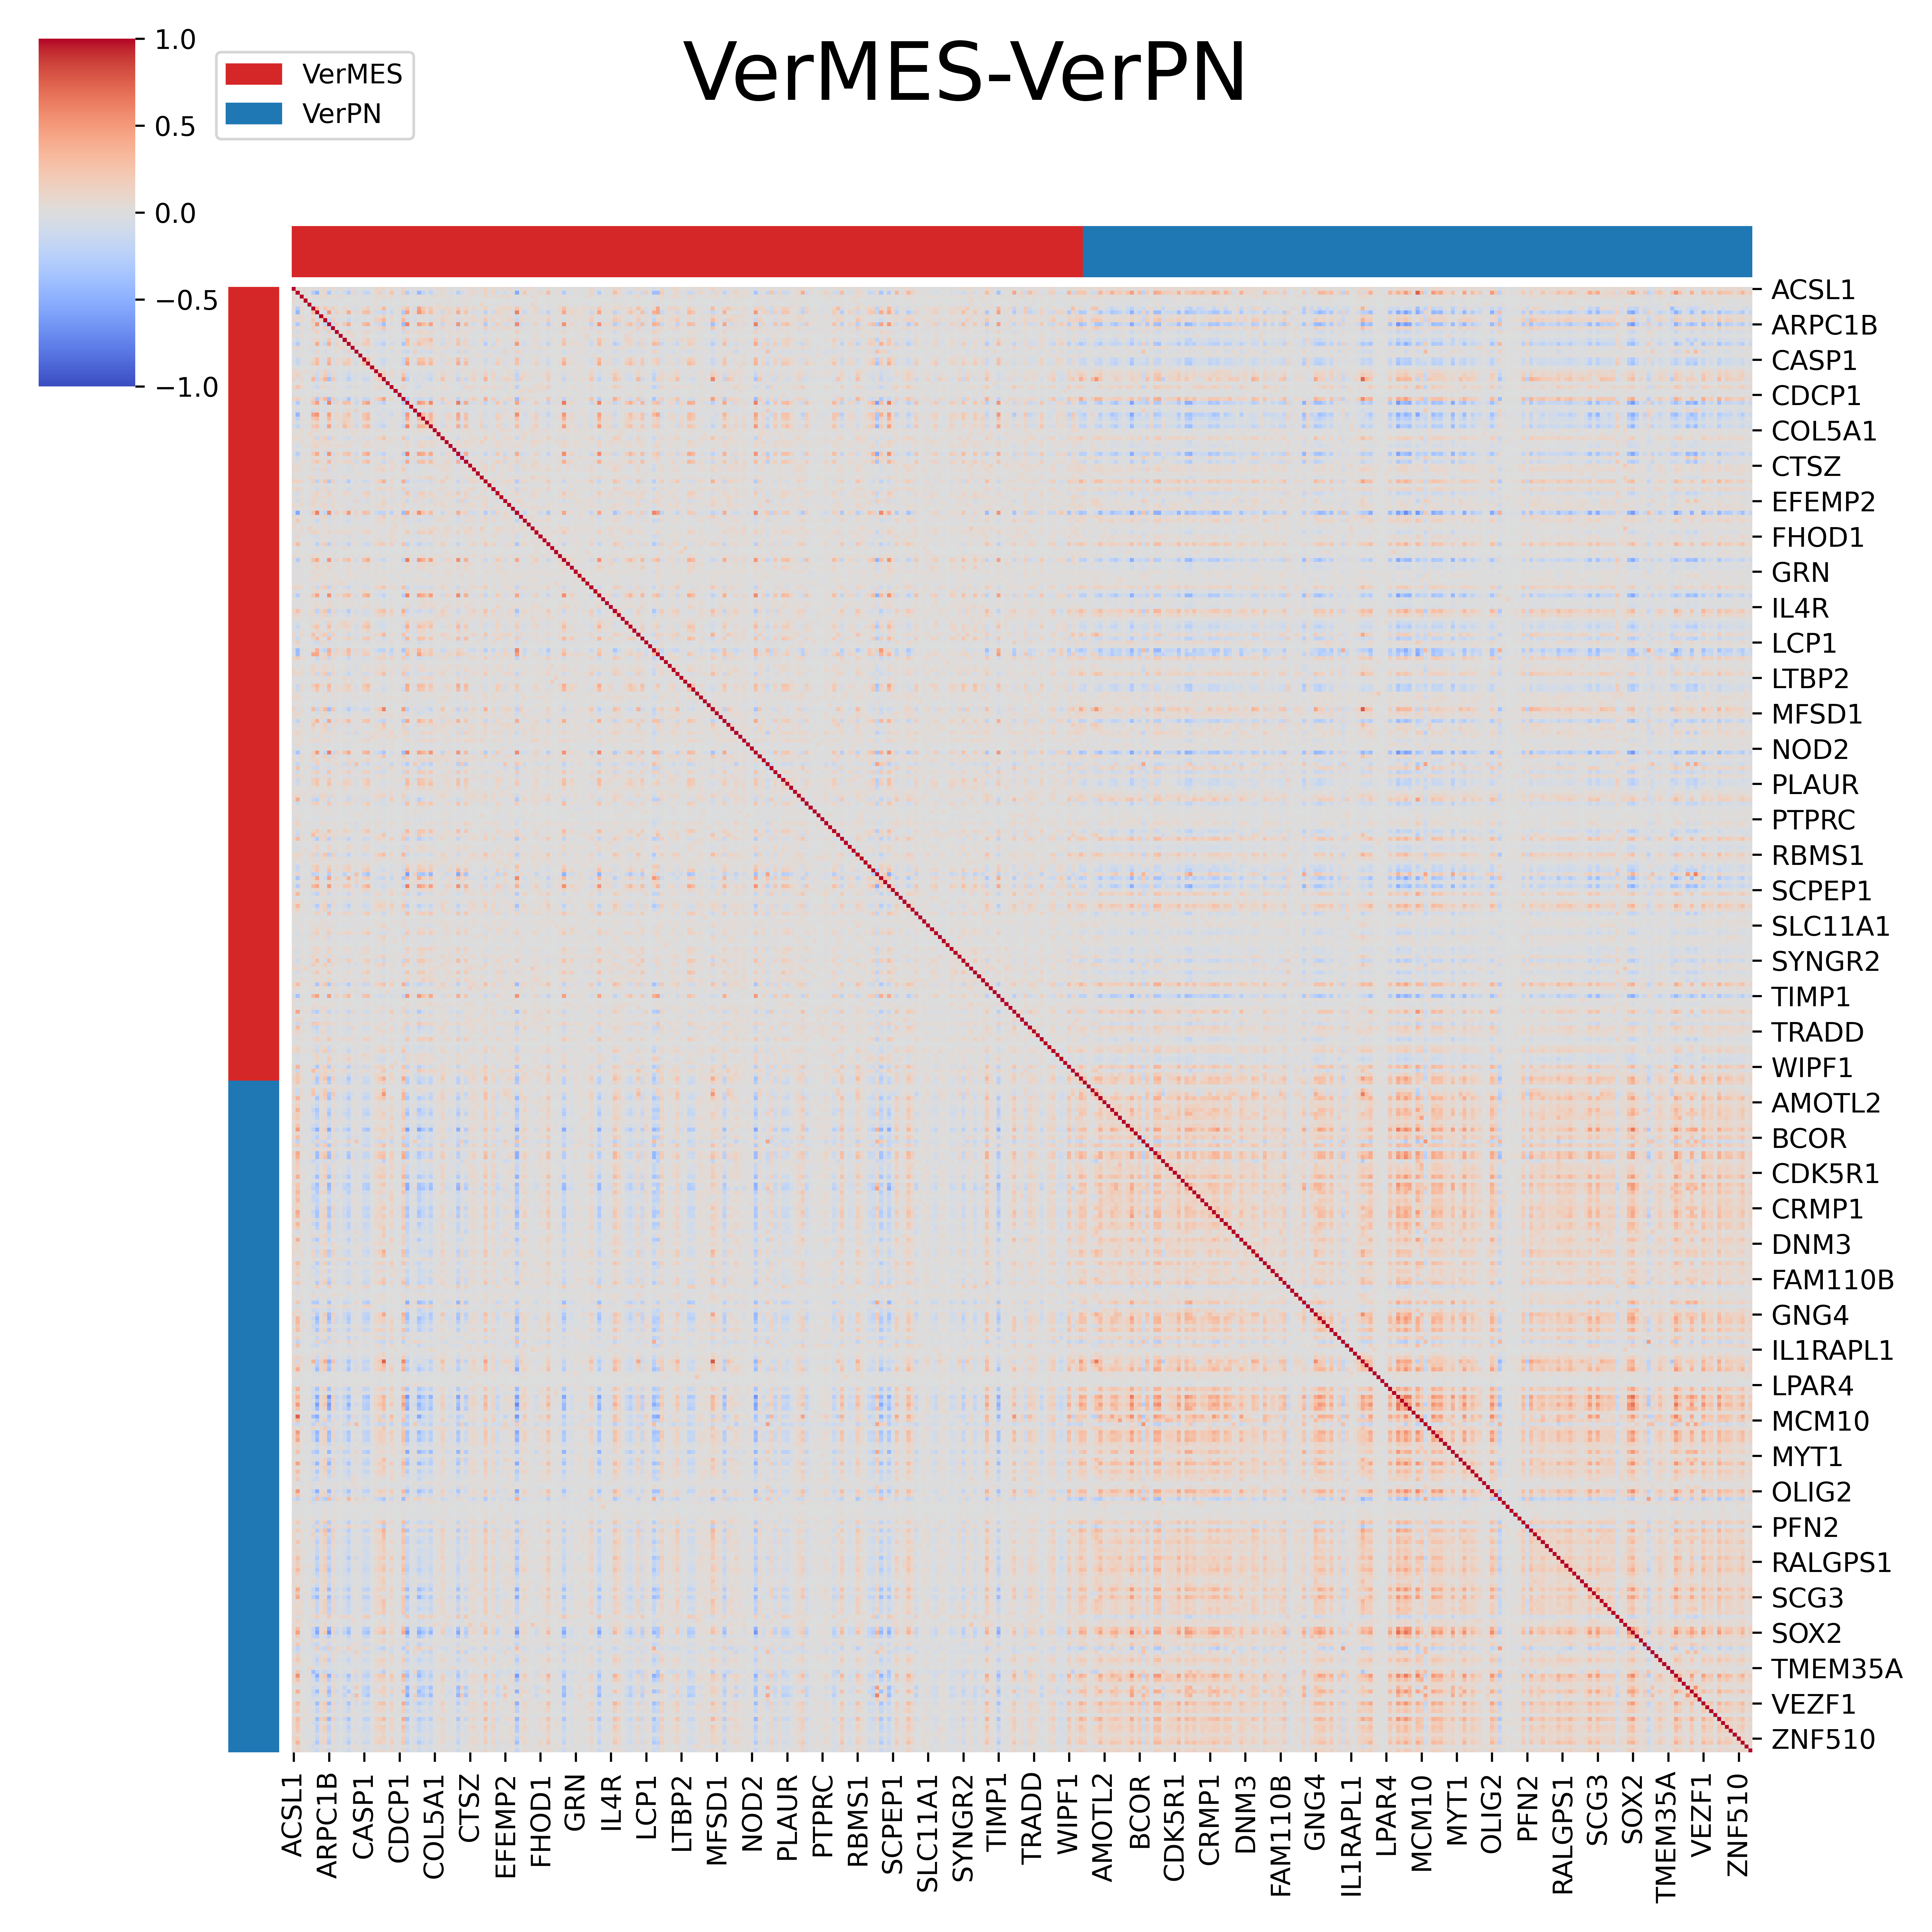 VerMES-VerPN
1.0
0.5
0.0
−0.5
−1.0
VerMES
VerPN
ACSL1
ARPC1B
CASP1
CDCP1
COL5A1
CTSZ
EFEMP2
FHOD1
GRN
IL4R
LCP1
LTBP2
MFSD1
NOD2
PLAUR
PTPRC
RBMS1
SCPEP1
SLC11A1
SYNGR2
TIMP1
TRADD
WIPF1
AMOTL2
BCOR
CDK5R1
CRMP1
DNM3
FAM110B
GNG4
IL1RAPL1
LPAR4
MCM10
MYT1
OLIG2
PFN2
RALGPS1
SCG3
SOX2
TMEM35A
VEZF1
ZNF510
ACSL1
ARPC1B
CASP1
CDCP1
COL5A1
CTSZ
EFEMP2
FHOD1
GRN
IL4R
LCP1
LTBP2
MFSD1
NOD2
PLAUR
PTPRC
RBMS1
SCPEP1
SLC11A1
SYNGR2
TIMP1
TRADD
WIPF1
AMOTL2
BCOR
CDK5R1
CRMP1
DNM3
FAM110B
GNG4
IL1RAPL1
LPAR4
MCM10
MYT1
OLIG2
PFN2
RALGPS1
SCG3
SOX2
TMEM35A
VEZF1
ZNF510